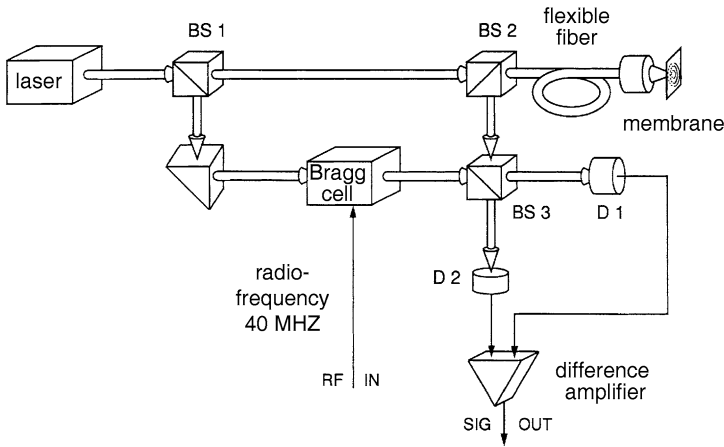 BS 1
BS 2
flexible
fiber
laser
membrane
Bragg
cell
BS 3
D 1
radio-
frequency
40 MHZ
D 2
RF IN
difference
amplifier
SIG OUT